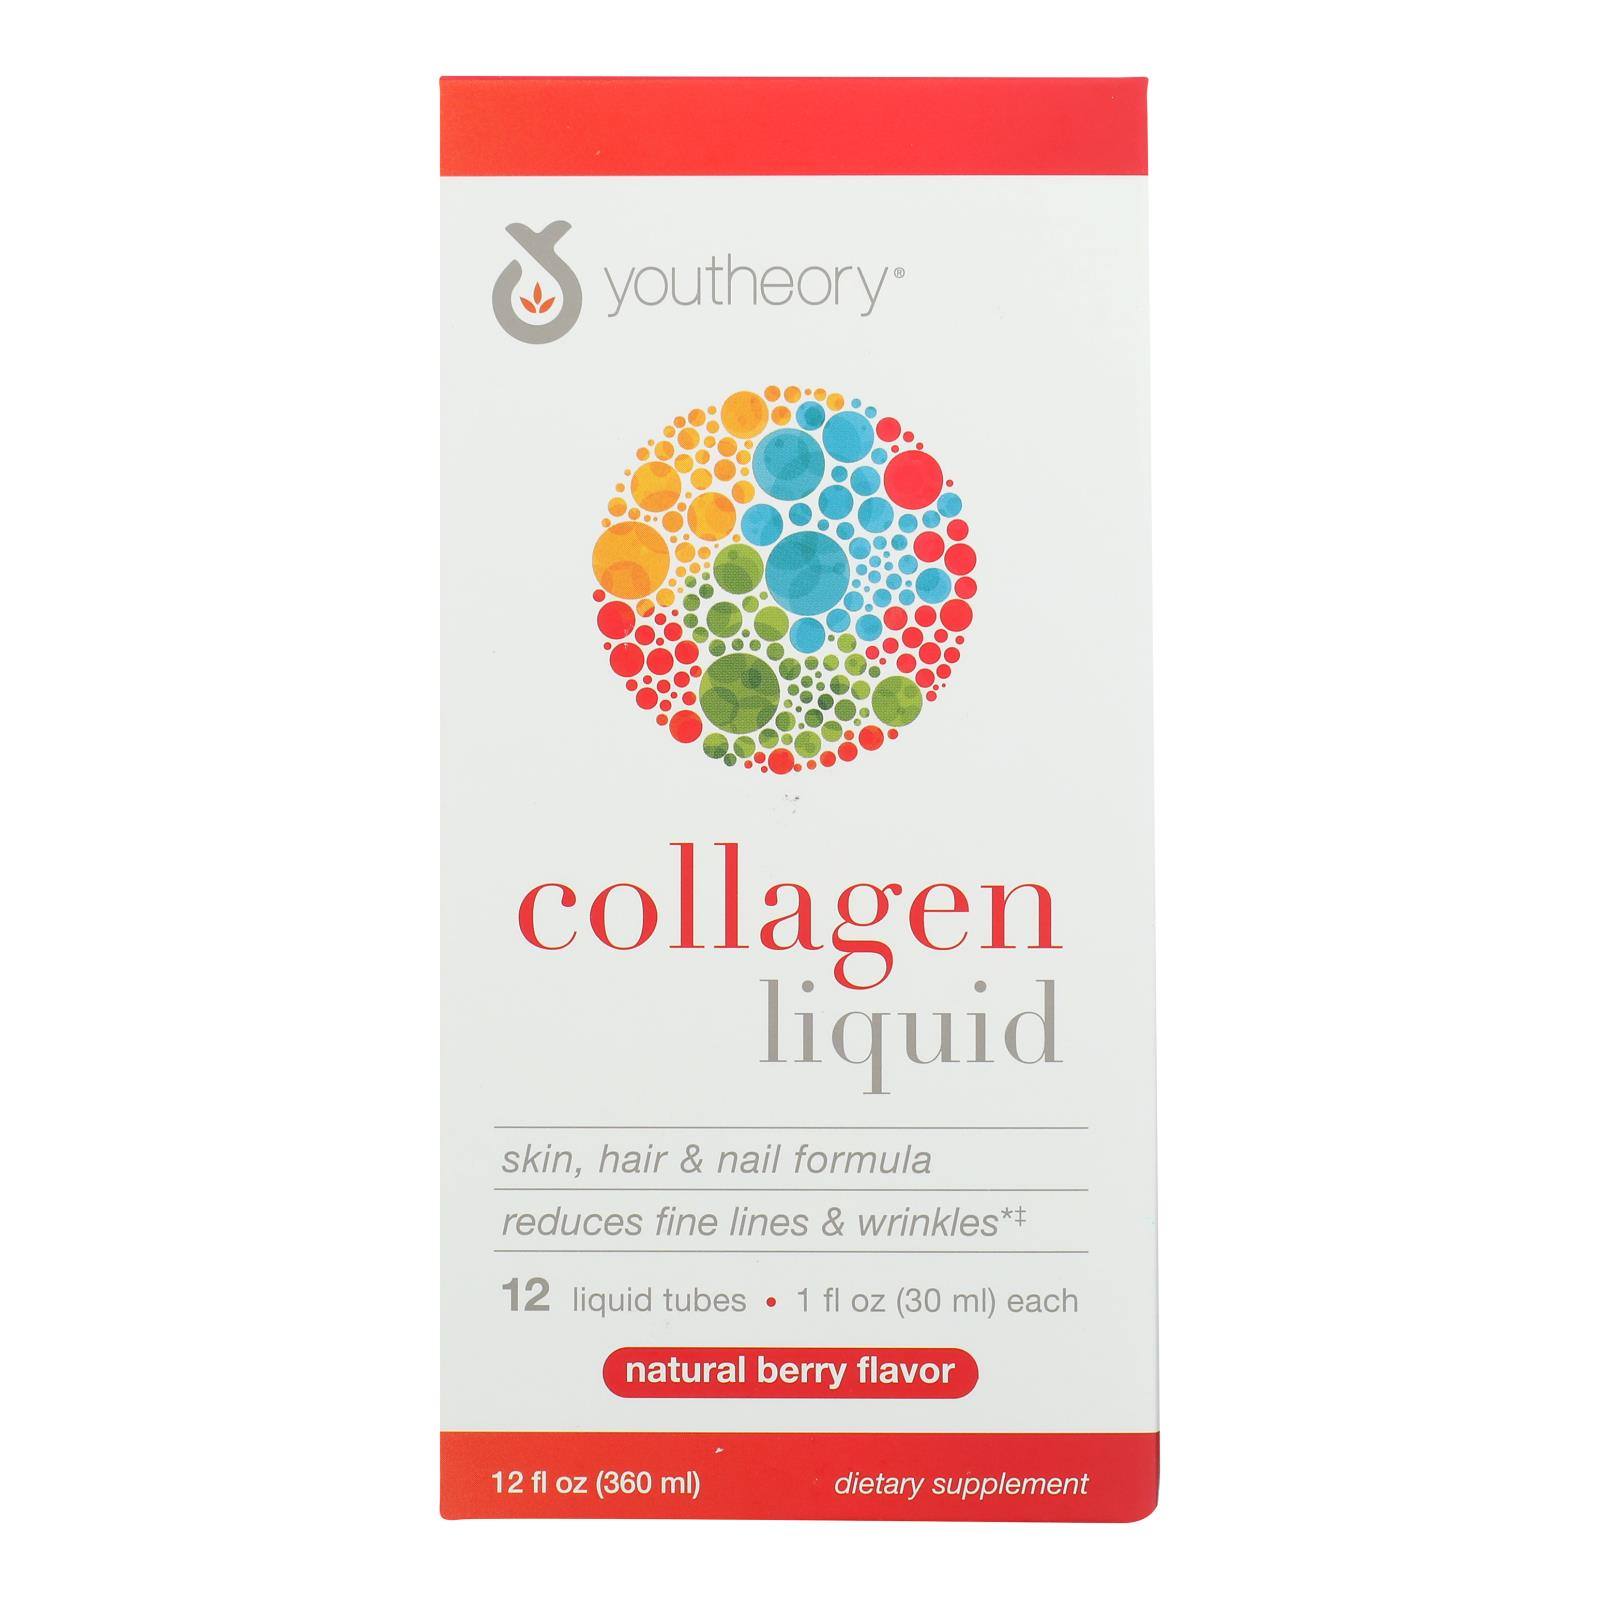 youtheory®
collagen
liquid
skin, hair & nail formula
reduces fine lines & wrinkles*‡
12 liquid tubes • 1 fl oz (30 ml) each
natural berry flavor
12 fl oz (360 ml) dietary supplement